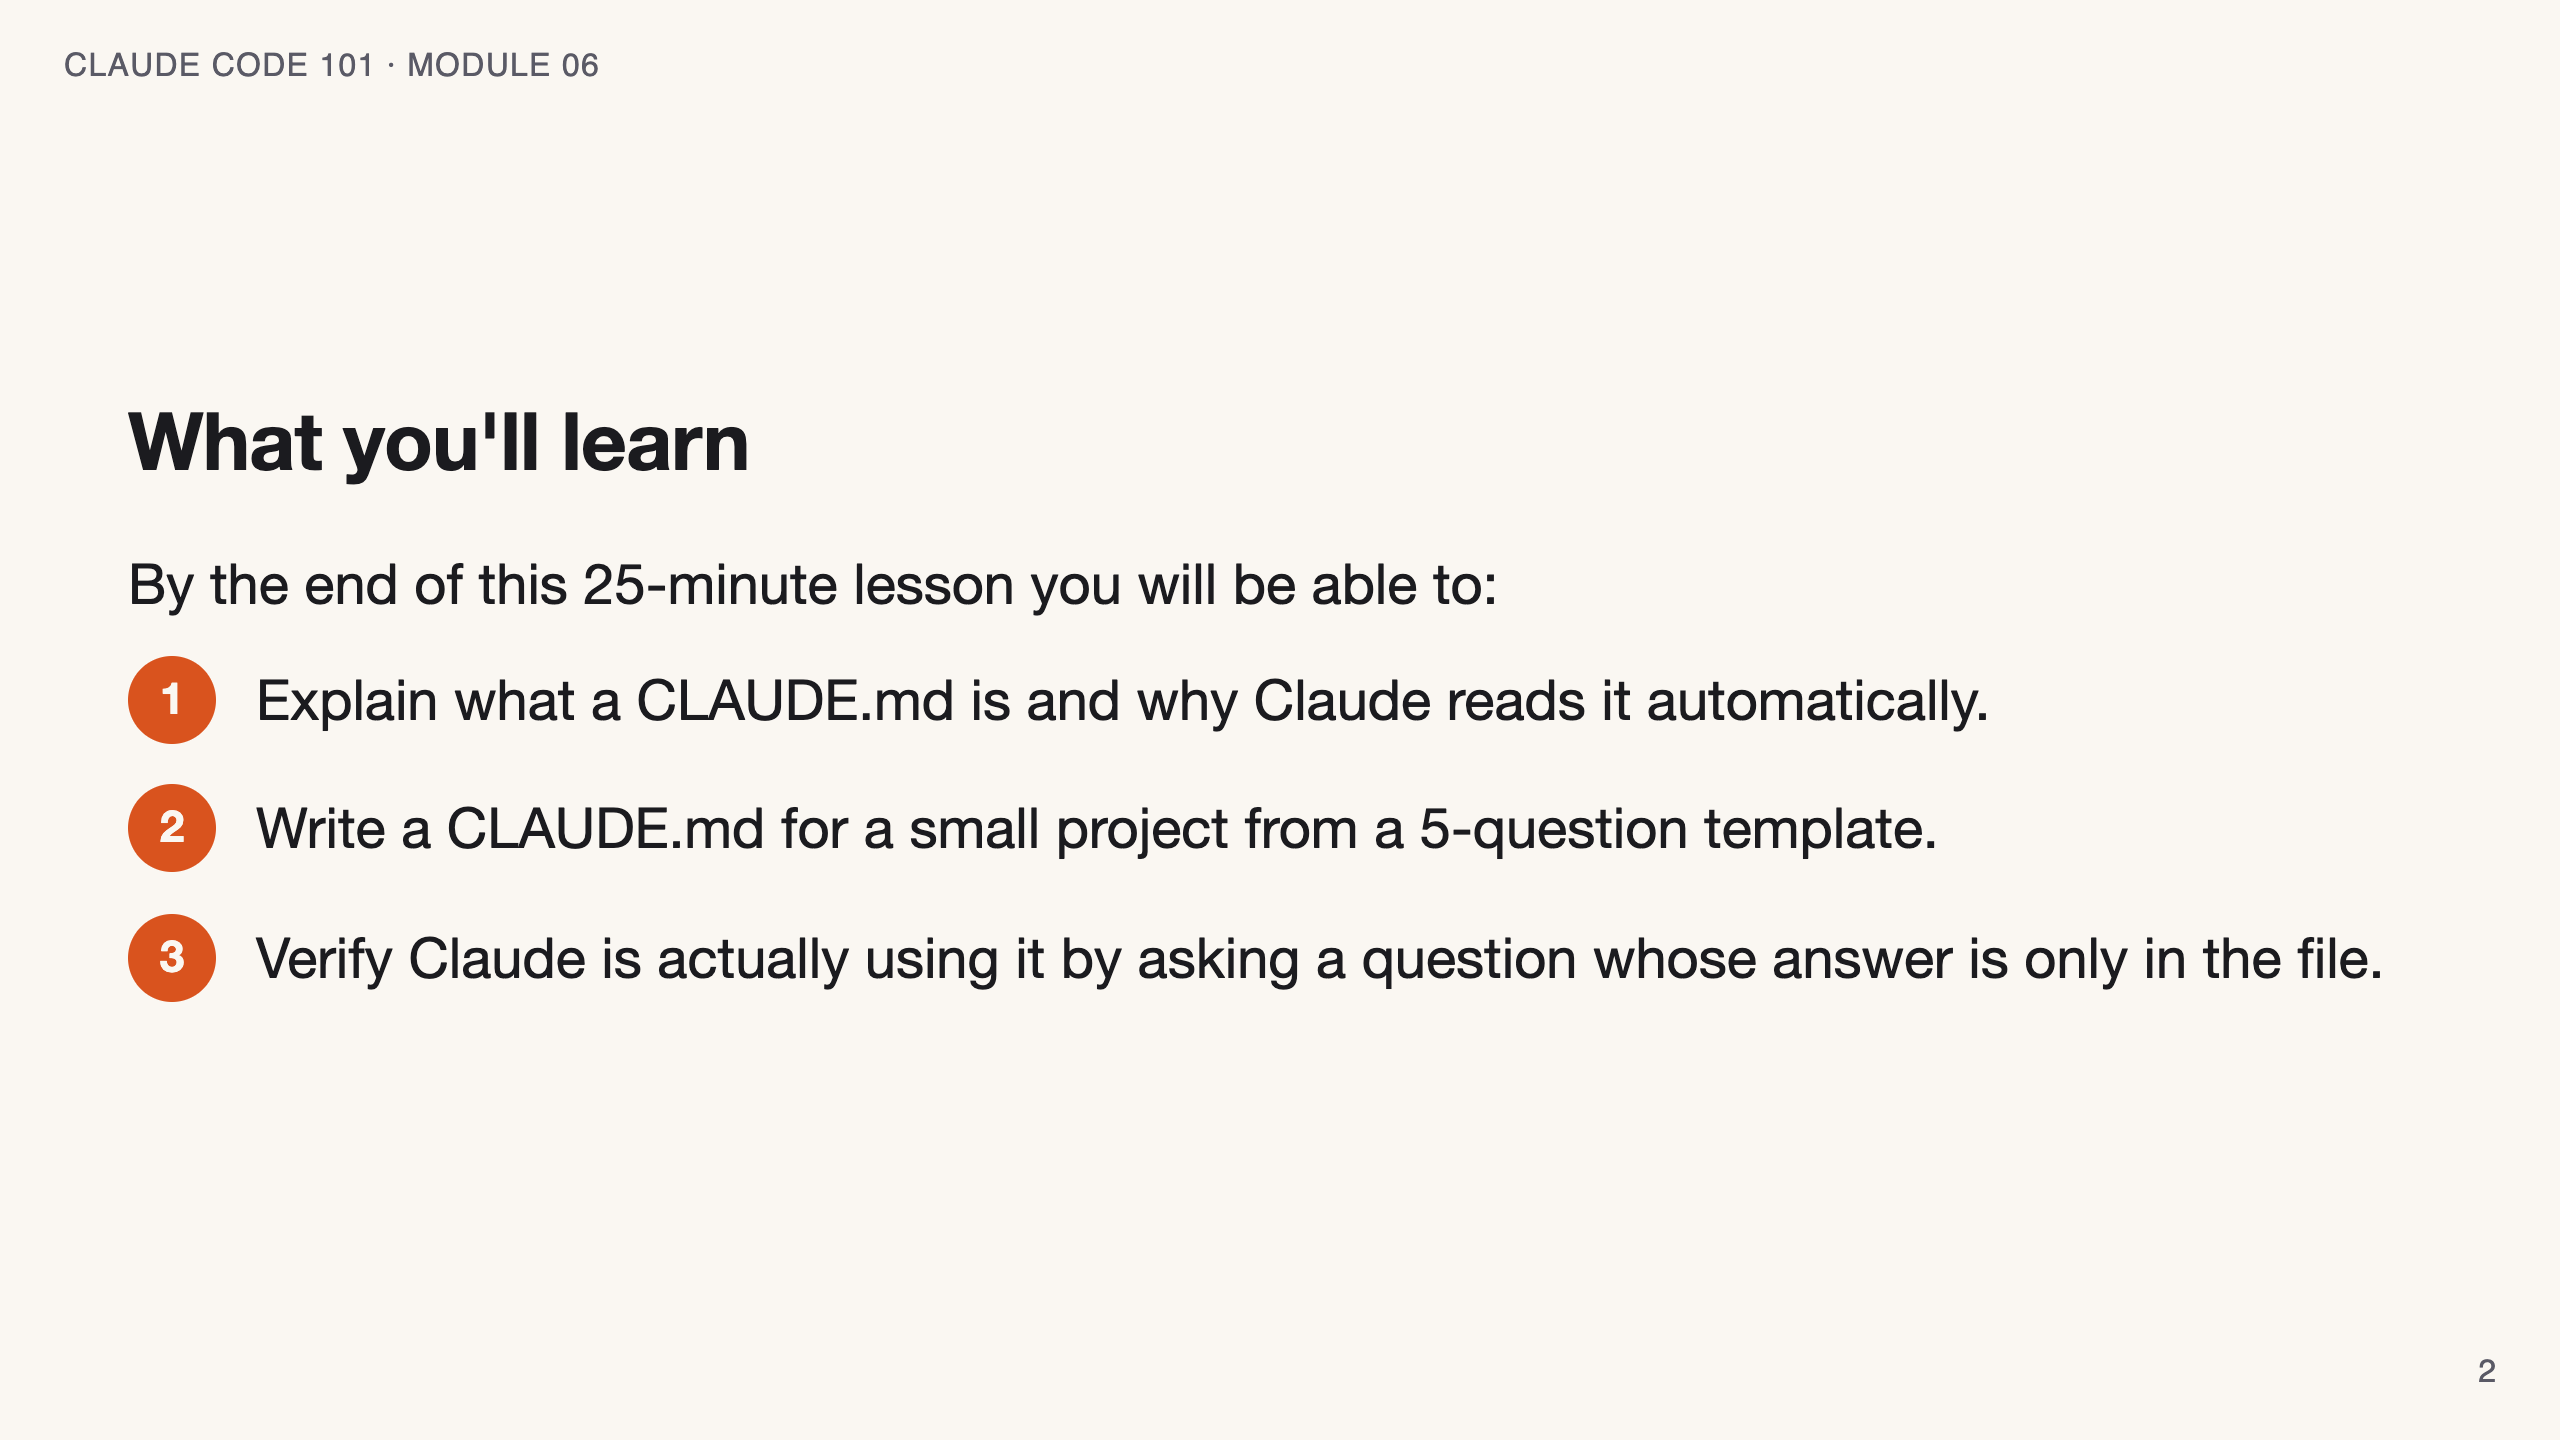 CLAUDE CODE 101 · MODULE 06
What you'll learn
By the end of this 25-minute lesson you will be able to:
1 Explain what a CLAUDE.md is and why Claude reads it automatically.
2 Write a CLAUDE.md for a small project from a 5-question template.
3 Verify Claude is actually using it by asking a question whose answer is only in the file.
2